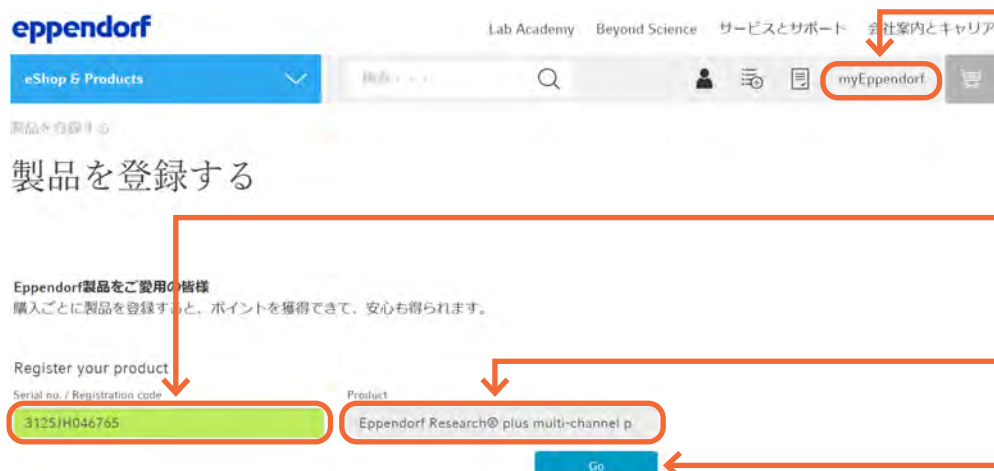 eppendorf
Lab Academy Beyond Science サービスとサポート 会社案内とキャリア
eShop & Products
検索・・・
myEppendorf
製品を登録する
製品を登録する
Eppendorf製品をご愛用の皆様
購入ごとに製品を登録すると、ポイントを獲得できて、安心も得られます。
Register your product
Serial no. / Registration code Product
3125JH046765 Eppendorf Research® plus multi-channel p
Go